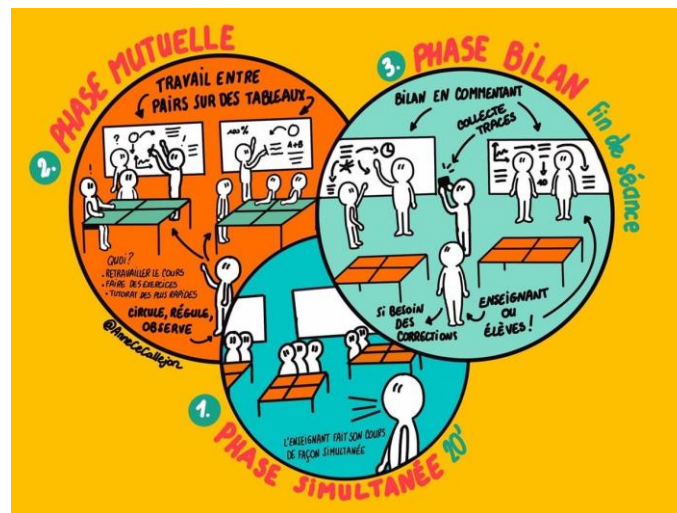 2. PHASE MUTUELLE
TRAVAIL ENTRE
PAIRS SUR DES TABLEAUX
?
!
100%
A+B
!
QUOI?
• RETRAVAILLER LE COURS
• FAIRE DES EXERCICES
• TUTORAT DES PLUS RAPIDES
CIRCULE, RÉGULE,
OBSERVE
@AnneCeCallejon
3. PHASE BiLAN
Fin de séance
BILAN EN COMMENTANT
COLLECTE
TRACES
Si BESOIN
DES
CORRECTIONS
ENSEIGNANT
OU
ÉLÈVES !
1. PHASE SiMULTANÉE 20'
L'ENSEIGNANT FAIT SON COURS
DE FAÇON SIMULTANÉE